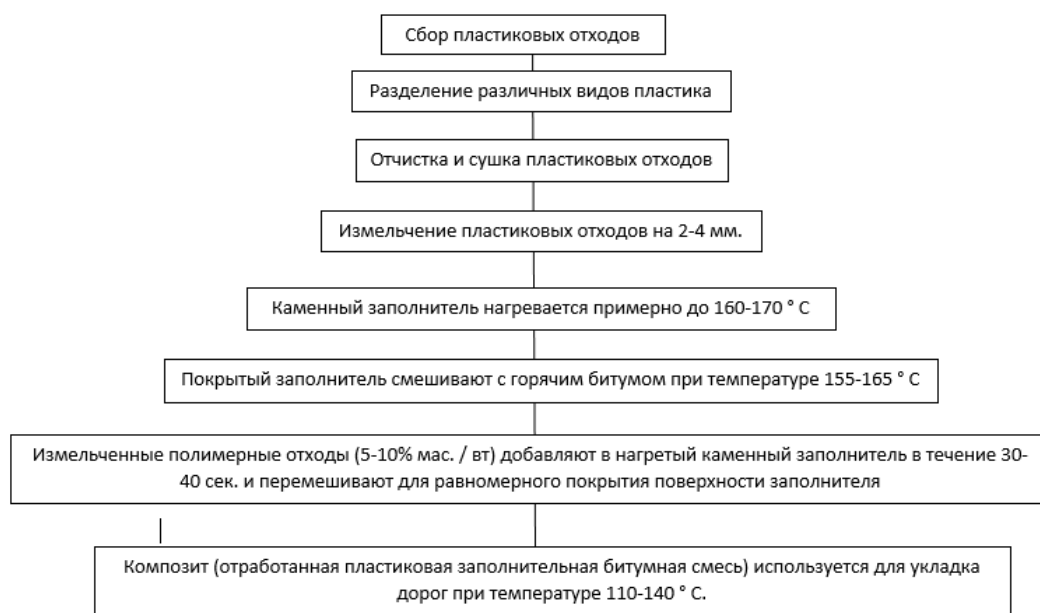 Сбор пластиковых отходов
Разделение различных видов пластика
Отчистка и сушка пластиковых отходов
Измельчение пластиковых отходов на 2-4 мм.
Каменный заполнитель нагревается примерно до 160-170 ° C
Покрытый заполнитель смешивают с горячим битумом при температуре 155-165 ° C
Измельченные полимерные отходы (5-10% мас. / вт) добавляют в нагретый каменный заполнитель в течение 30-
40 сек. и перемешивают для равномерного покрытия поверхности заполнителя
Композит (отработанная пластиковая заполнительная битумная смесь) используется для укладка
дорог при температуре 110-140 ° C.